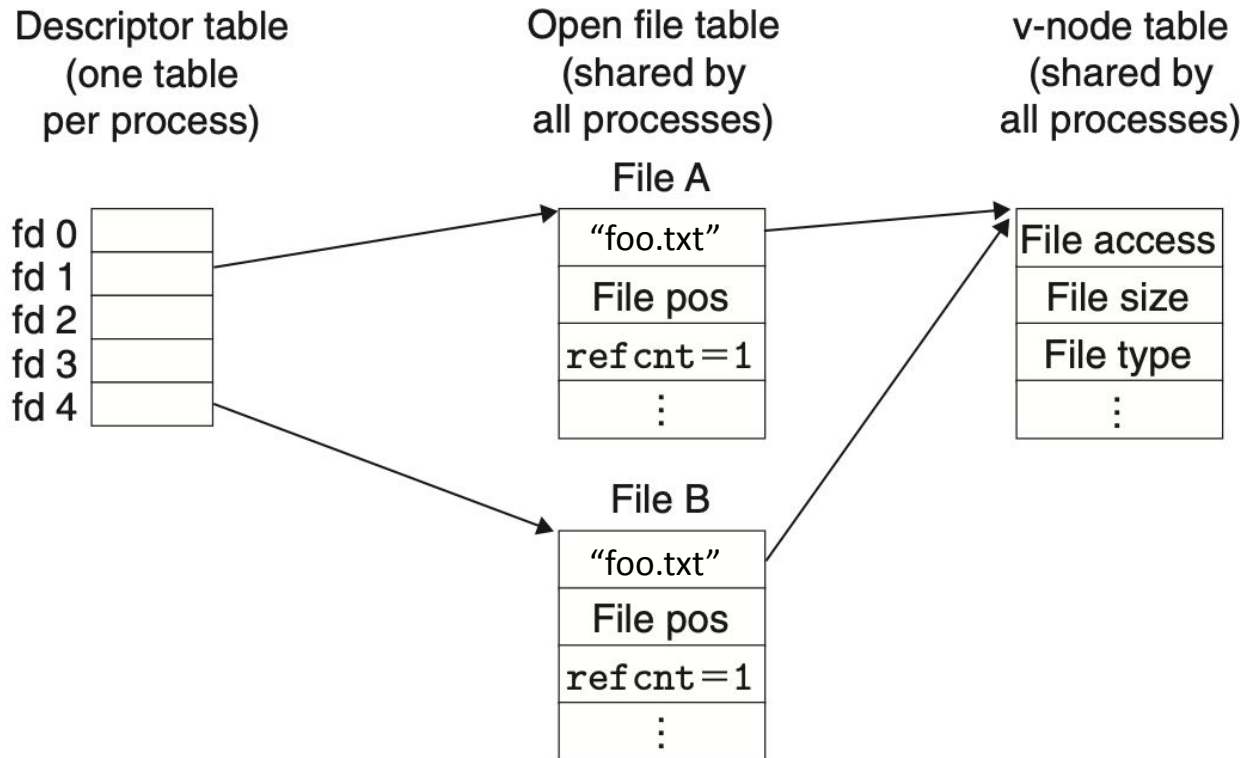 Descriptor table
(one table
per process)
Open file table
(shared by
all processes)
v-node table
(shared by
all processes)
fd 0
fd 1
fd 2
fd 3
fd 4
File A
“foo.txt”
File pos
refcnt=1
⋮
File B
“foo.txt”
File pos
refcnt=1
⋮
File access
File size
File type
⋮